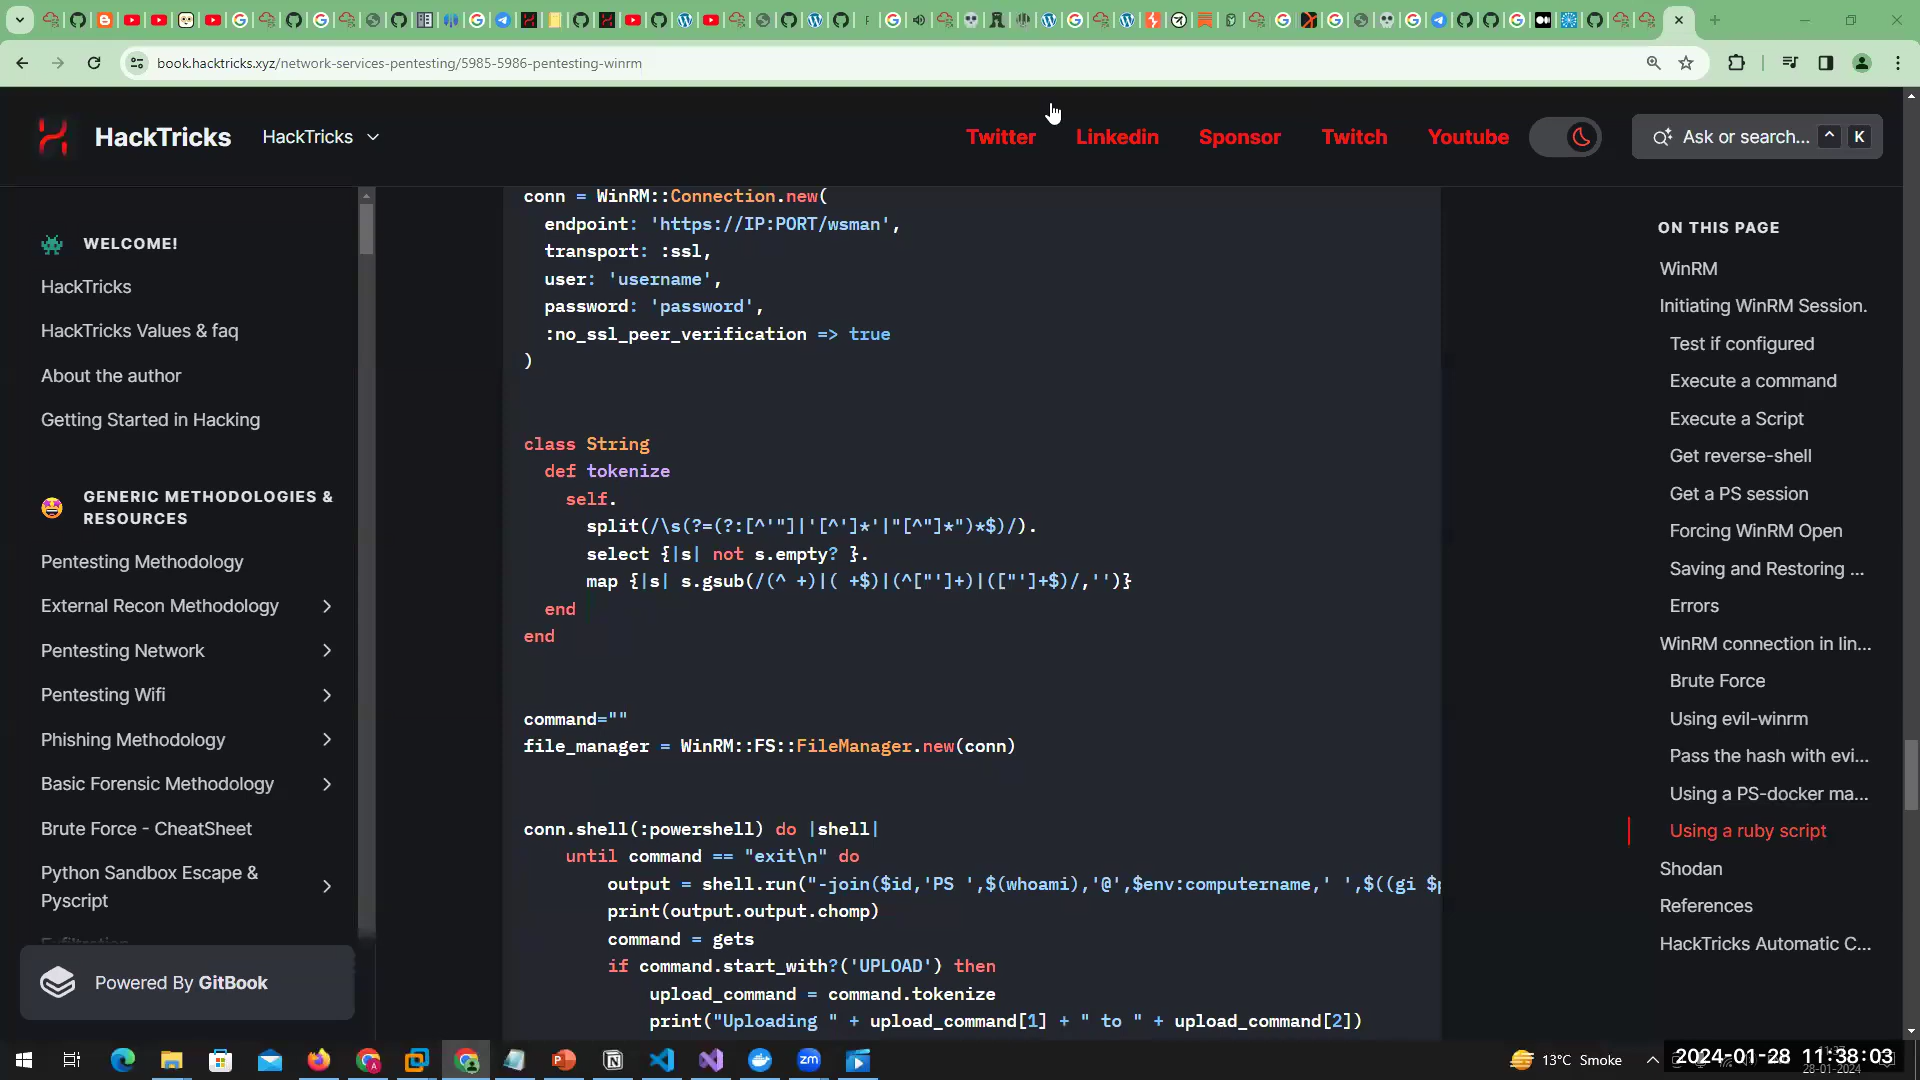 book.hacktricks.xyz/network-services-pentesting/5985-5986-pentesting-winrm
HackTricks
HackTricks
Twitter
Linkedin
Sponsor
Twitch
Youtube
Ask or search...
^
K
WELCOME!
HackTricks
HackTricks Values & faq
About the author
Getting Started in Hacking
GENERIC METHODOLOGIES &
RESOURCES
Pentesting Methodology
External Recon Methodology
Pentesting Network
Pentesting Wifi
Phishing Methodology
Basic Forensic Methodology
Brute Force - CheatSheet
Python Sandbox Escape &
Pyscript
Exfiltration
Powered By GitBook
conn = WinRM::Connection.new(
endpoint: 'https://IP:PORT/wsman',
transport: :ssl,
user: 'username',
password: 'password',
:no_ssl_peer_verification => true
)
class String
def tokenize
self.
split(/\s(?=(?:[^'"]|'[^']*'|"[^"]*")*$)/).
select {|s| not s.empty? }.
map {|s| s.gsub(/(^ +)|( +$)|(^["']+)|(["']+$)/,'')}
end
end
command=""
file_manager = WinRM::FS::FileManager.new(conn)
conn.shell(:powershell) do |shell|
until command == "exit\n" do
output = shell.run("-join($id,'PS ',$(whoami),'@',$env:computername,' ',$((gi $p
print(output.output.chomp)
command = gets
if command.start_with?('UPLOAD') then
upload_command = command.tokenize
print("Uploading " + upload_command[1] + " to " + upload_command[2])
ON THIS PAGE
WinRM
Initiating WinRM Session.
Test if configured
Execute a command
Execute a Script
Get reverse-shell
Get a PS session
Forcing WinRM Open
Saving and Restoring ...
Errors
WinRM connection in lin...
Brute Force
Using evil-winrm
Pass the hash with evi...
Using a PS-docker ma...
Using a ruby script
Shodan
References
HackTricks Automatic C...
13°C Smoke
2024-01-28 11:38:03
28-01-2024